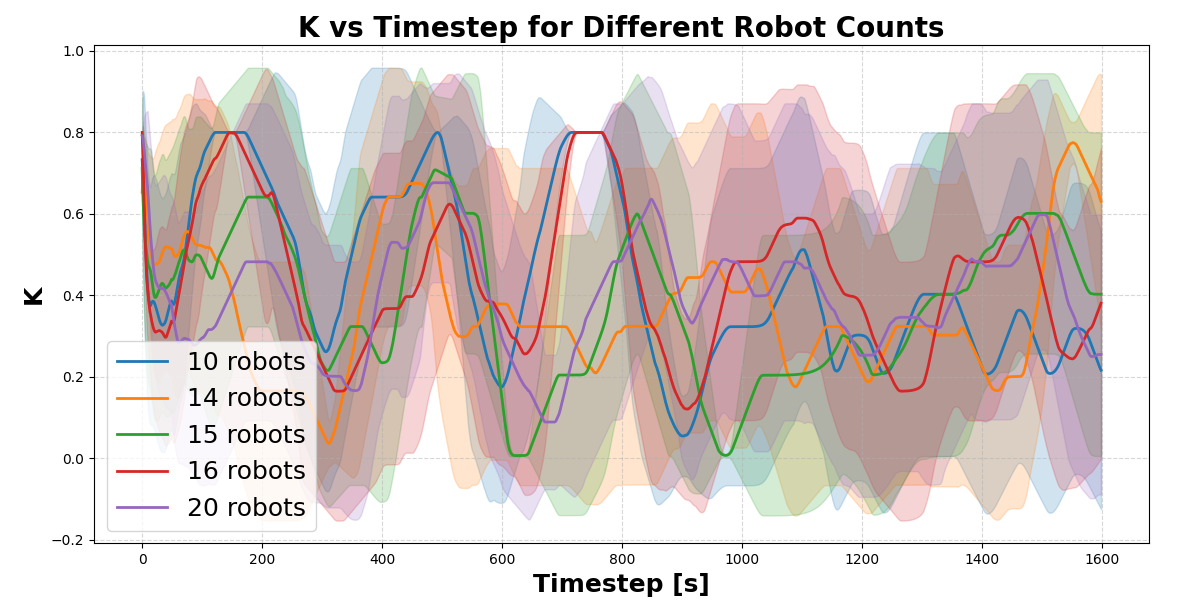 K vs Timestep for Different Robot Counts
K
1.0
0.8
0.6
0.4
0.2
0.0
−0.2
10 robots
14 robots
15 robots
16 robots
20 robots
0 200 400 600 800 1000 1200 1400 1600
Timestep [s]